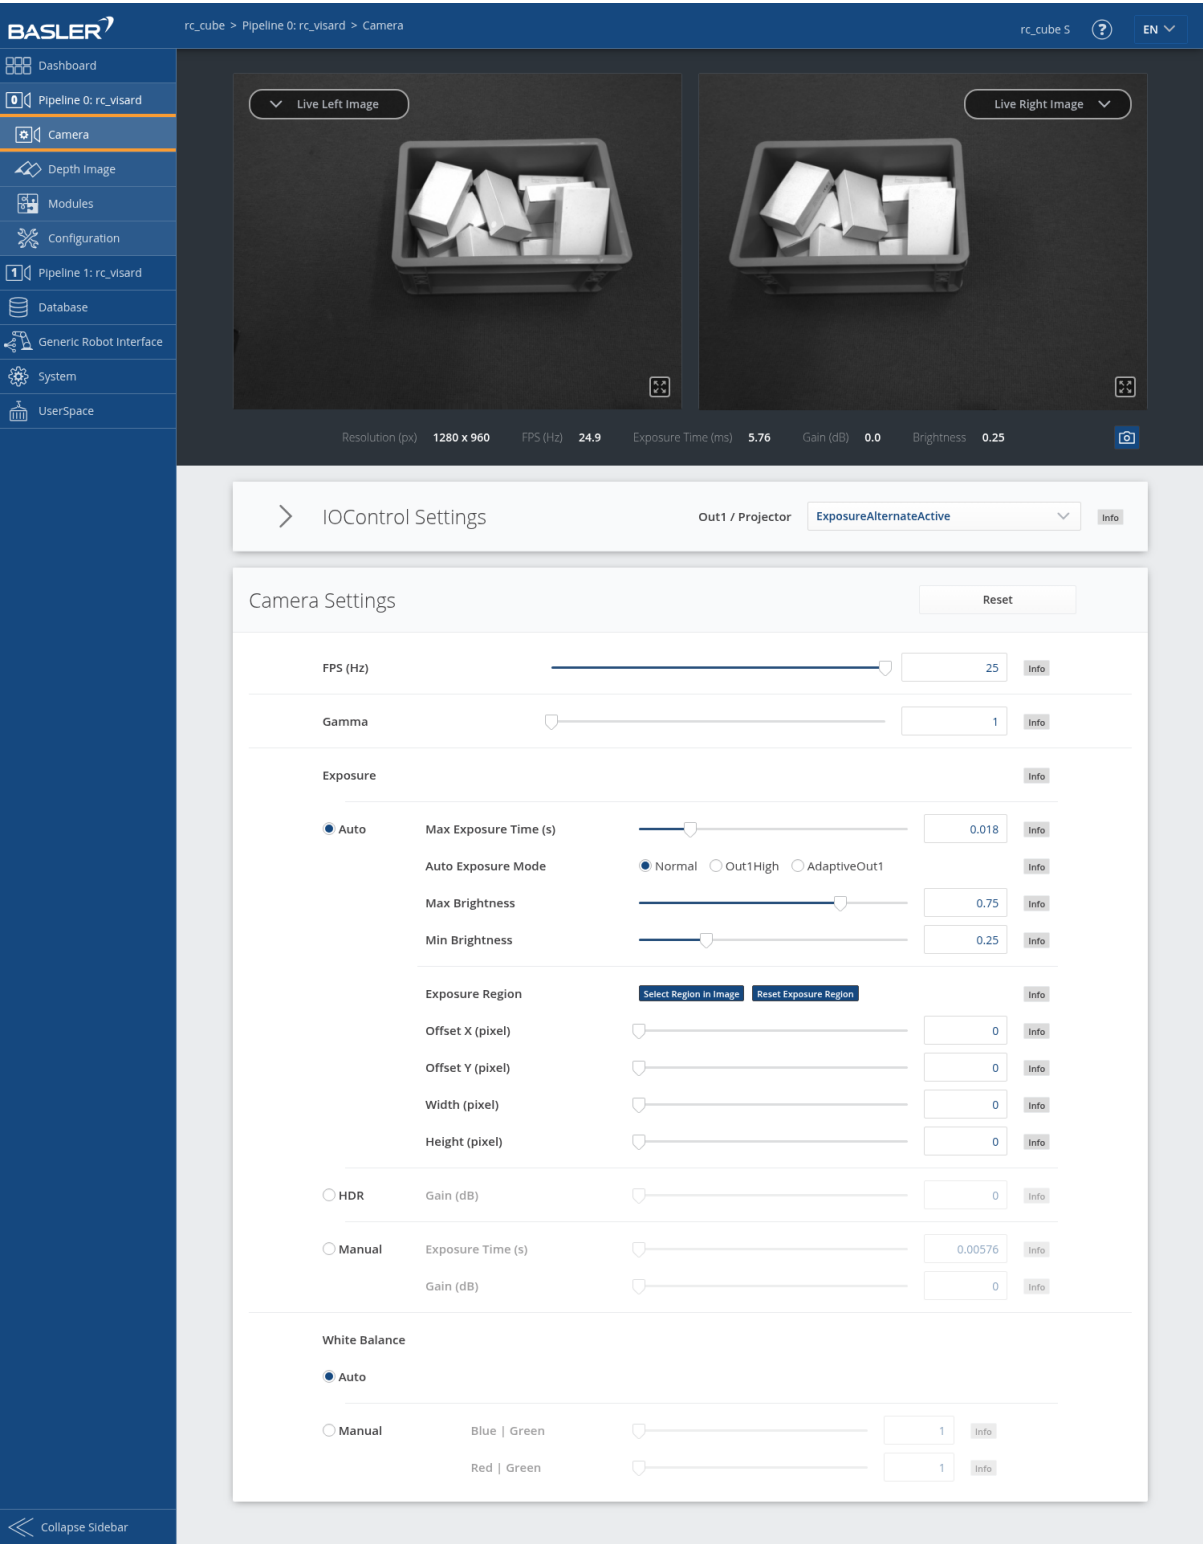 BASLER
rc_cube > Pipeline 0: rc_visard > Camera
rc_cube S ? EN
Dashboard
0 Pipeline 0: rc_visard
Camera
Depth Image
Modules
Configuration
1 Pipeline 1: rc_visard
Database
Generic Robot Interface
System
UserSpace
Live Left Image
Live Right Image
Resolution (px) 1280 x 960 FPS (Hz) 24.9 Exposure Time (ms) 5.76 Gain (dB) 0.0 Brightness 0.25
IOControl Settings Out1 / Projector ExposureAlternateActive Info
Camera Settings Reset
FPS (Hz) 25 Info
Gamma 1 Info
Exposure Info
Auto Max Exposure Time (s) 0.018 Info
Auto Exposure Mode Normal Out1High AdaptiveOut1 Info
Max Brightness 0.75 Info
Min Brightness 0.25 Info
Exposure Region Select Region in Image Reset Exposure Region Info
Offset X (pixel) 0 Info
Offset Y (pixel) 0 Info
Width (pixel) 0 Info
Height (pixel) 0 Info
HDR Gain (dB) 0 Info
Manual Exposure Time (s) 0.00576 Info
Gain (dB) 0 Info
White Balance
Auto
Manual Blue | Green 1 Info
Red | Green 1 Info
Collapse Sidebar